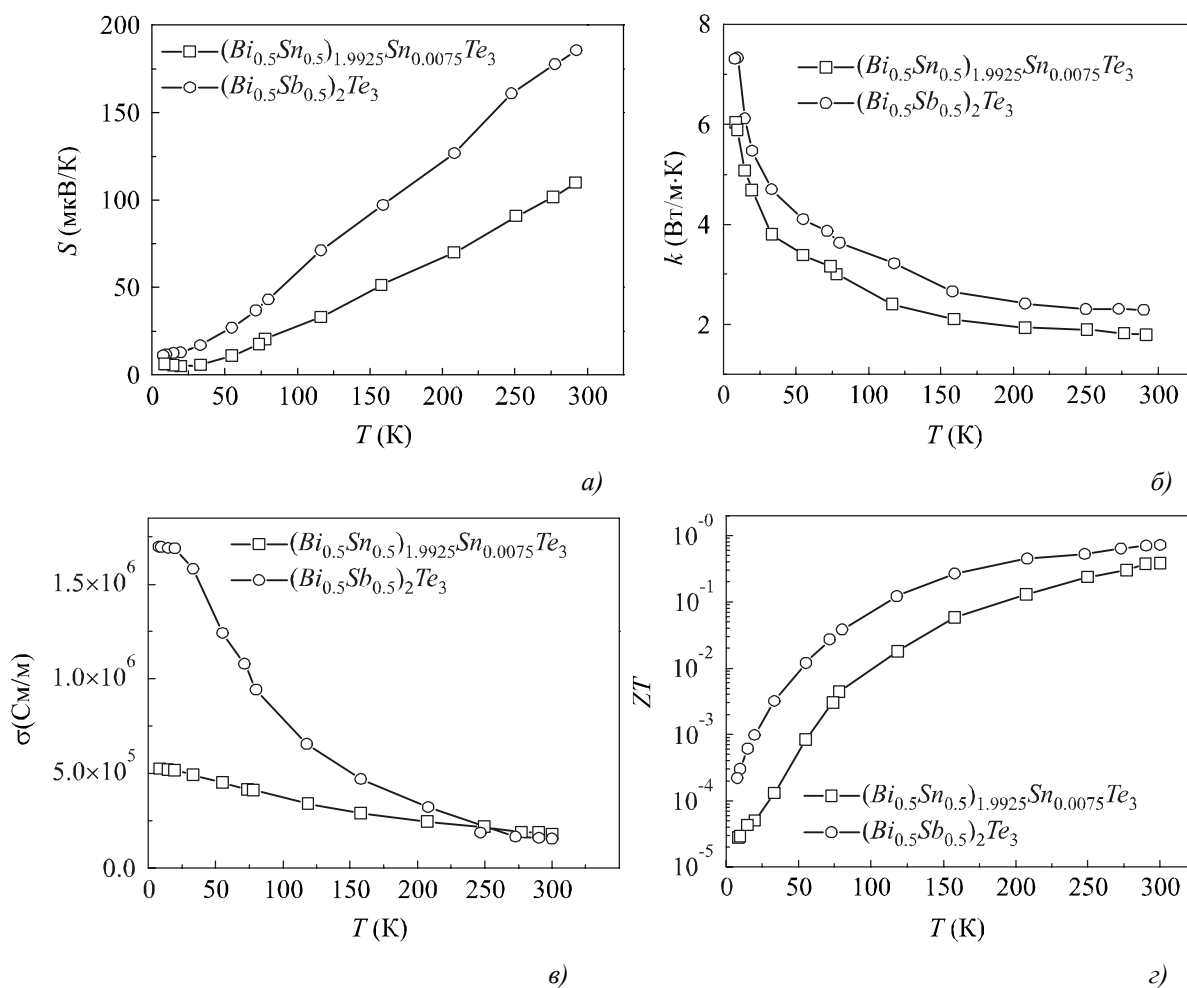 200
150
100
50
0
S (мкВ/К)
(Bi0.5Sn0.5)1.9925Sn0.0075Te3
(Bi0.5Sb0.5)2Te3
0 50 100 150 200 250 300
T (К)
а)
8
6
4
2
k (Вт/м·К)
(Bi0.5Sn0.5)1.9925Sn0.0075Te3
(Bi0.5Sb0.5)2Te3
0 50 100 150 200 250 300
T (К)
б)
1.5×10^6
1.0×10^6
5.0×10^5
0.0
σ(См/м)
(Bi0.5Sn0.5)1.9925Sn0.0075Te3
(Bi0.5Sb0.5)2Te3
0 50 100 150 200 250 300
T (К)
в)
10^-0
10^-1
10^-2
10^-3
10^-4
10^-5
ZT
(Bi0.5Sn0.5)1.9925Sn0.0075Te3
(Bi0.5Sb0.5)2Te3
0 50 100 150 200 250 300
T (К)
г)